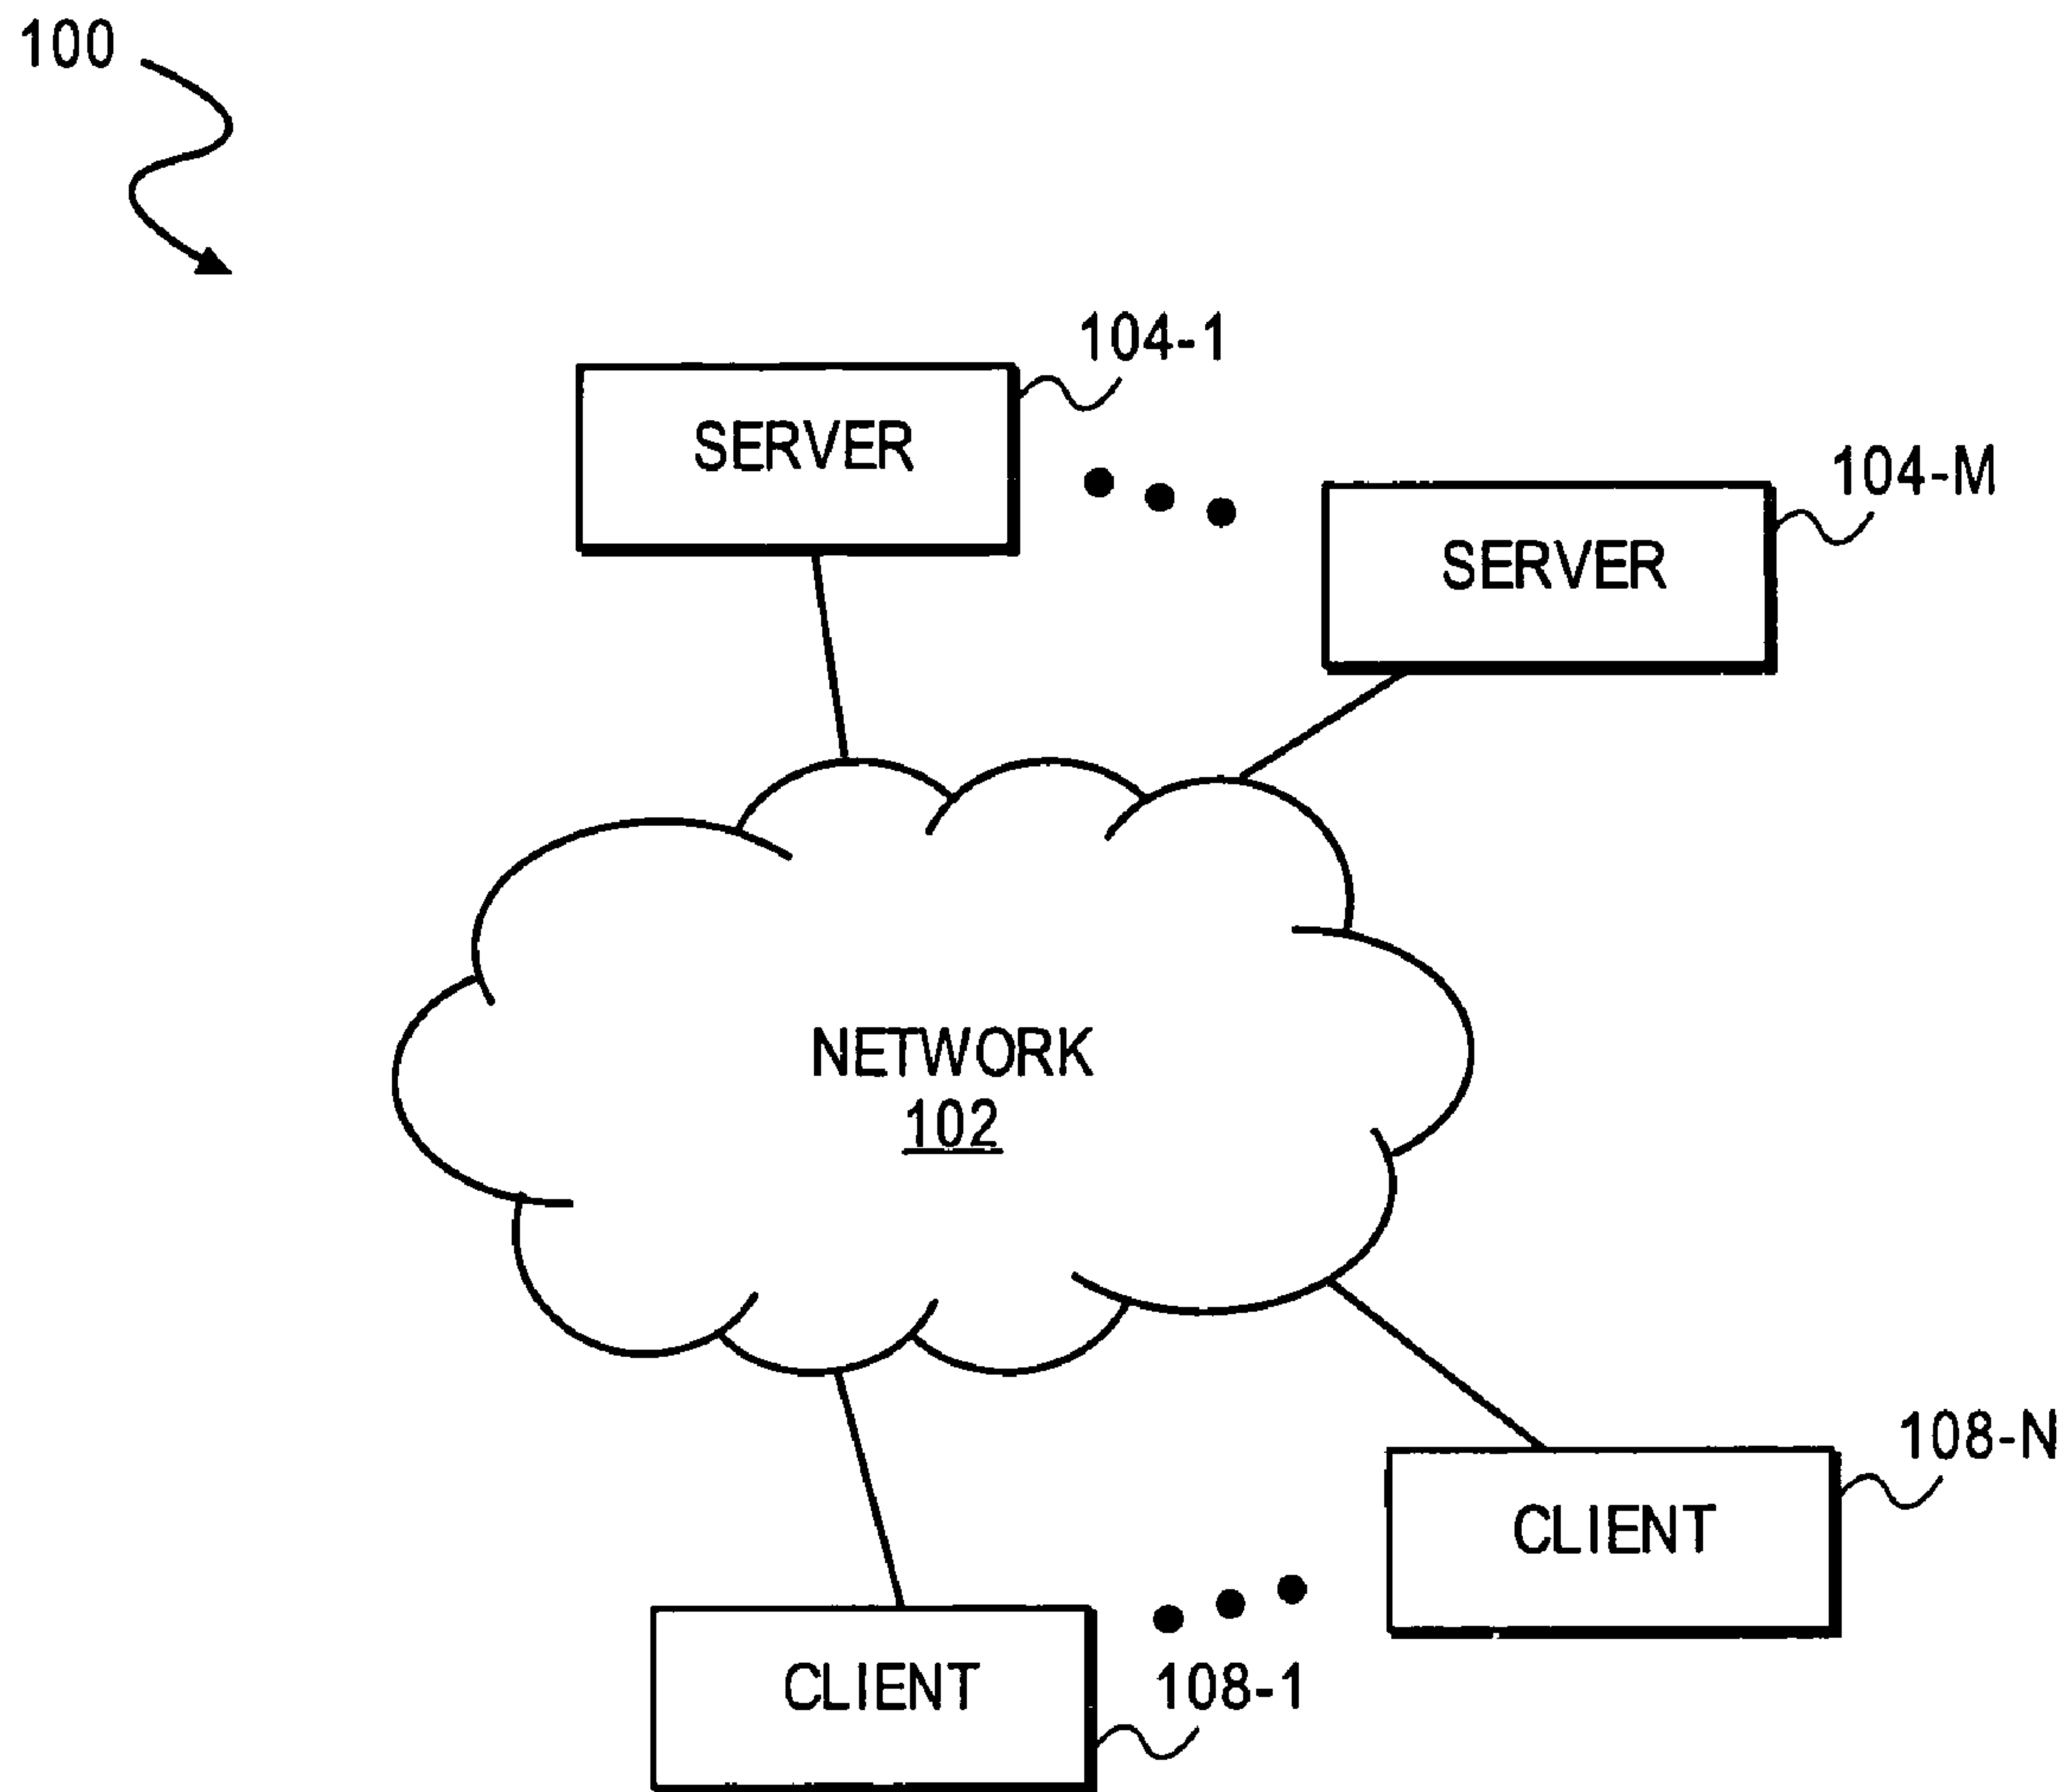 100
104-1
SERVER
104-M
SERVER
NETWORK
102
108-N
CLIENT
CLIENT
108-1